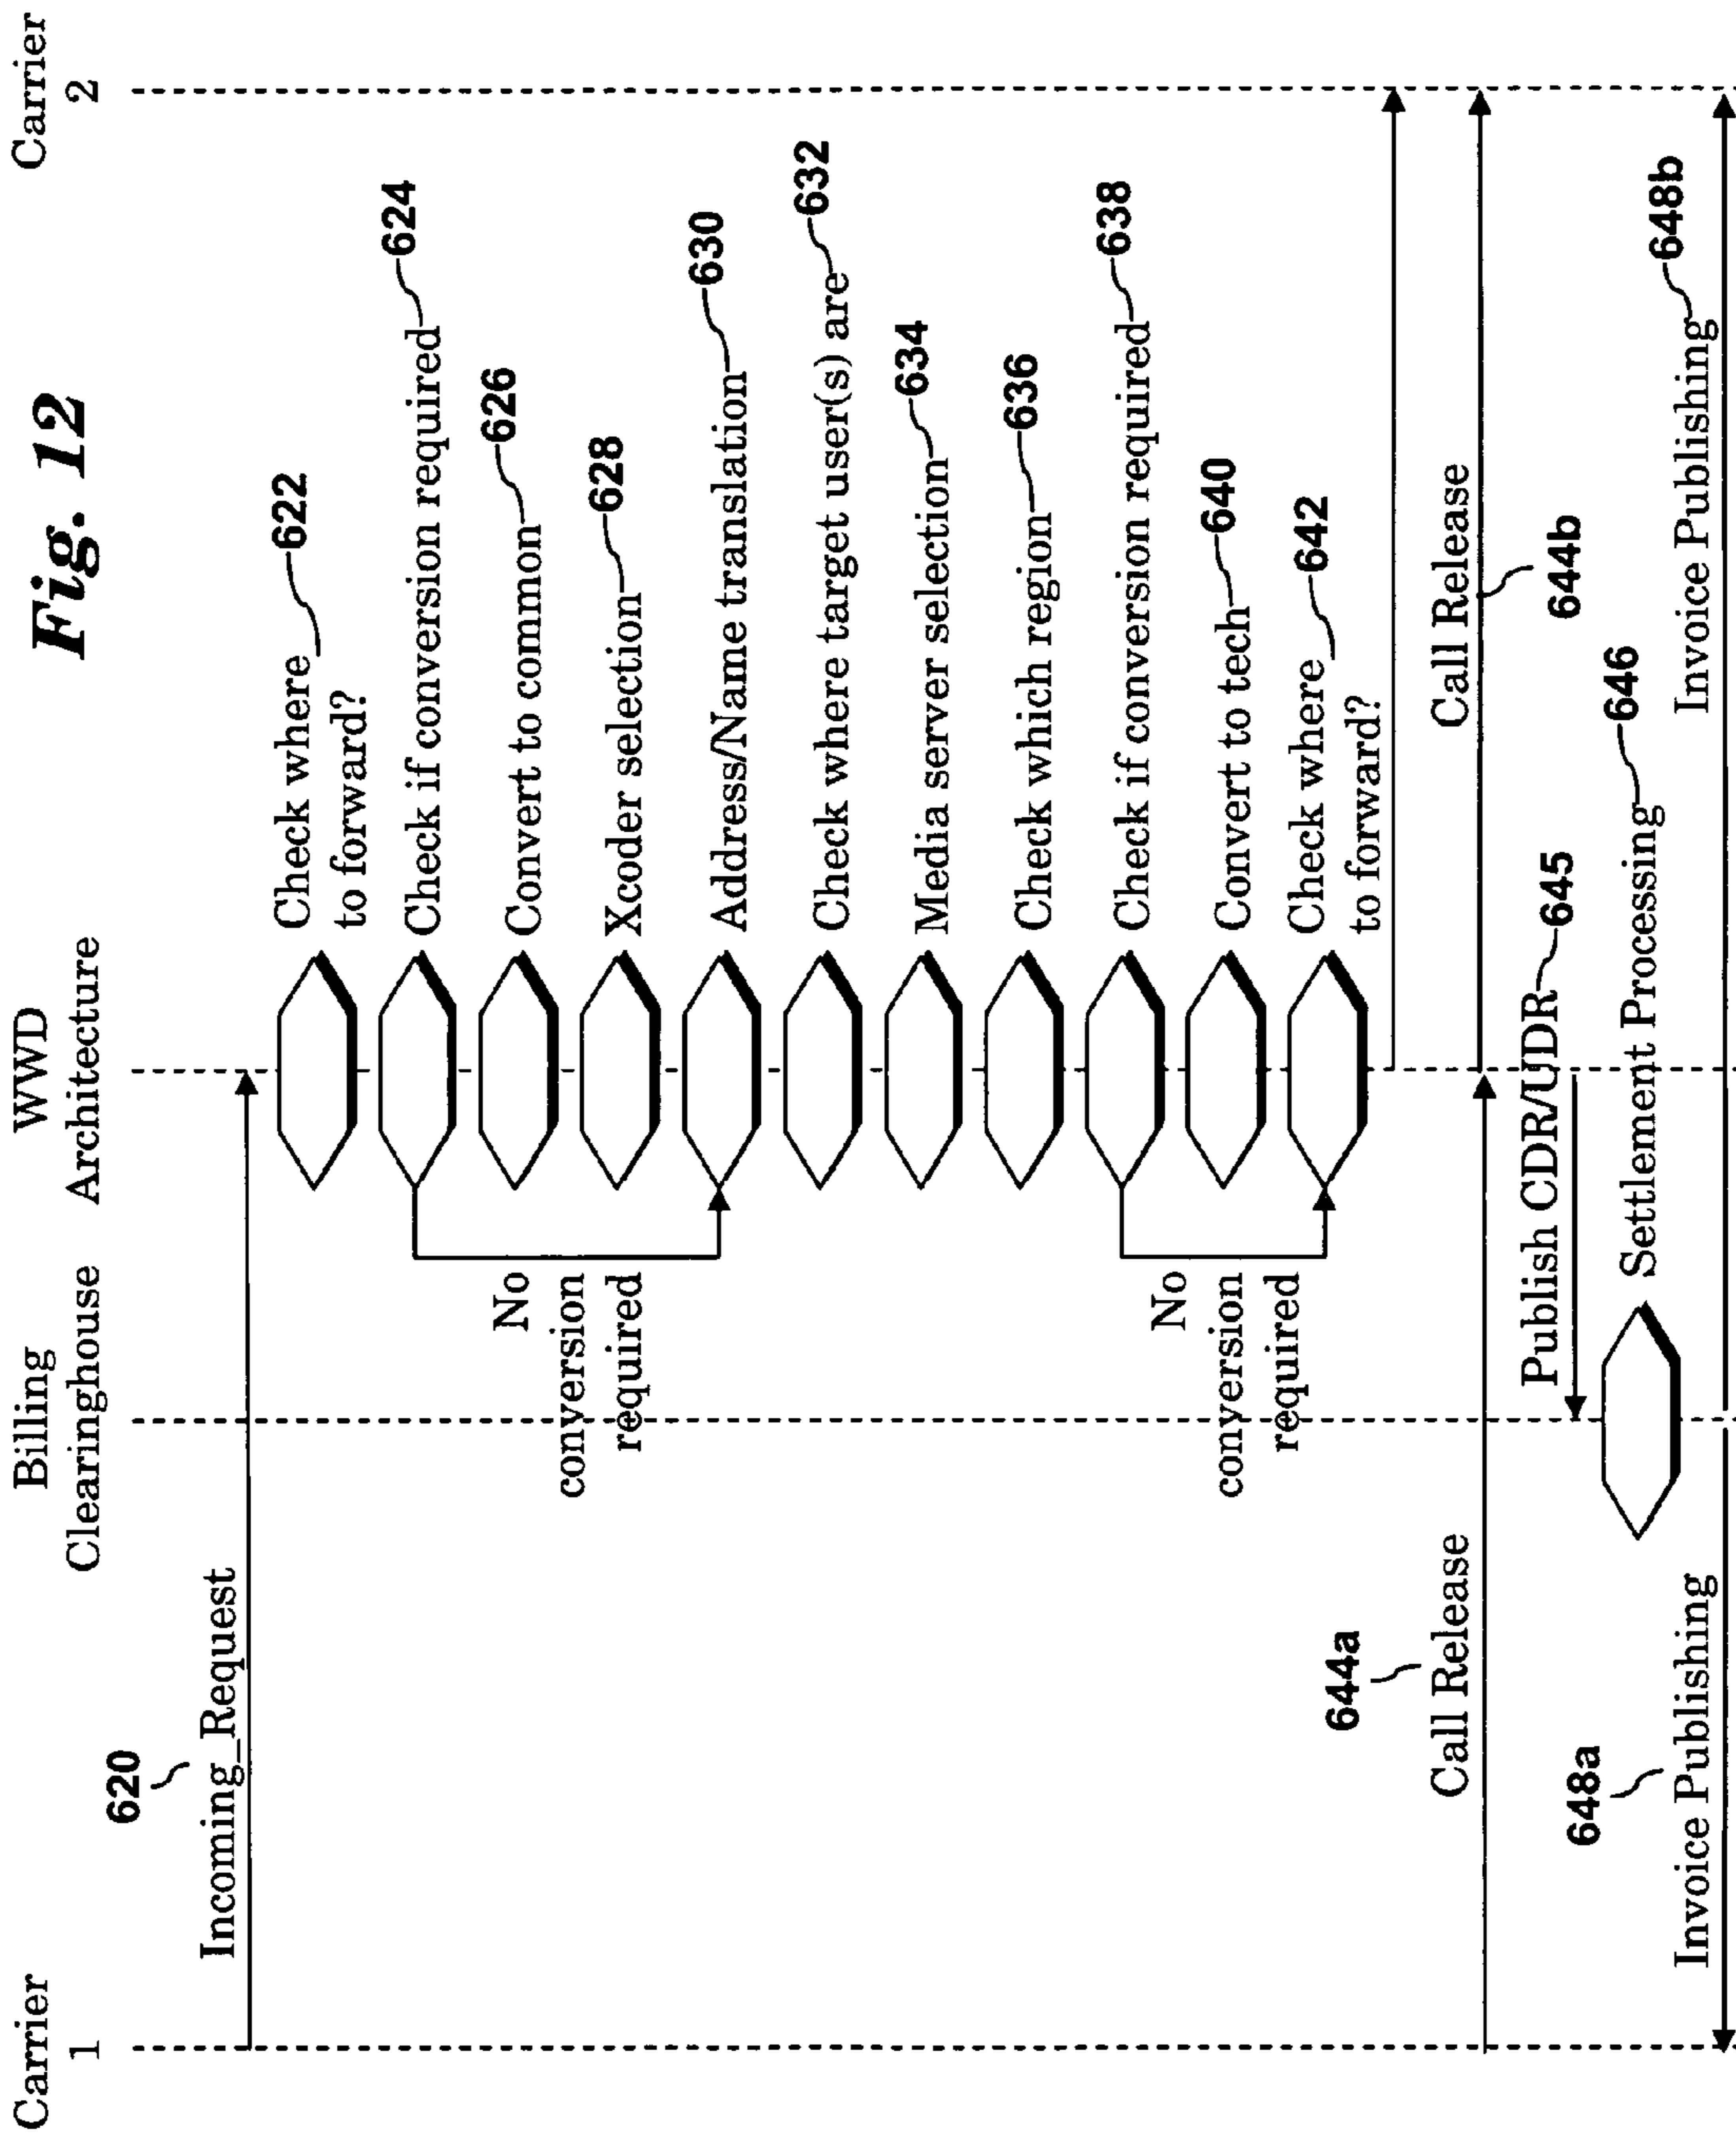 Fig. 12
Carrier
1
Billing
Clearinghouse
WWD
Architecture
Carrier
2
620
Incoming_Request
Check where
to forward?
622
Check if conversion required
624
Convert to common
626
Xcoder selection
628
No
conversion
required
Address/Name translation
630
Check where target user(s) are
632
Media server selection
634
Check which region
636
Check if conversion required
638
Convert to tech
640
No
conversion
required
Check where
to forward?
642
644a
Call Release
Call Release
644b
Publish CDR/UDR
645
Settlement Processing
646
648a
Invoice Publishing
Invoice Publishing
648b